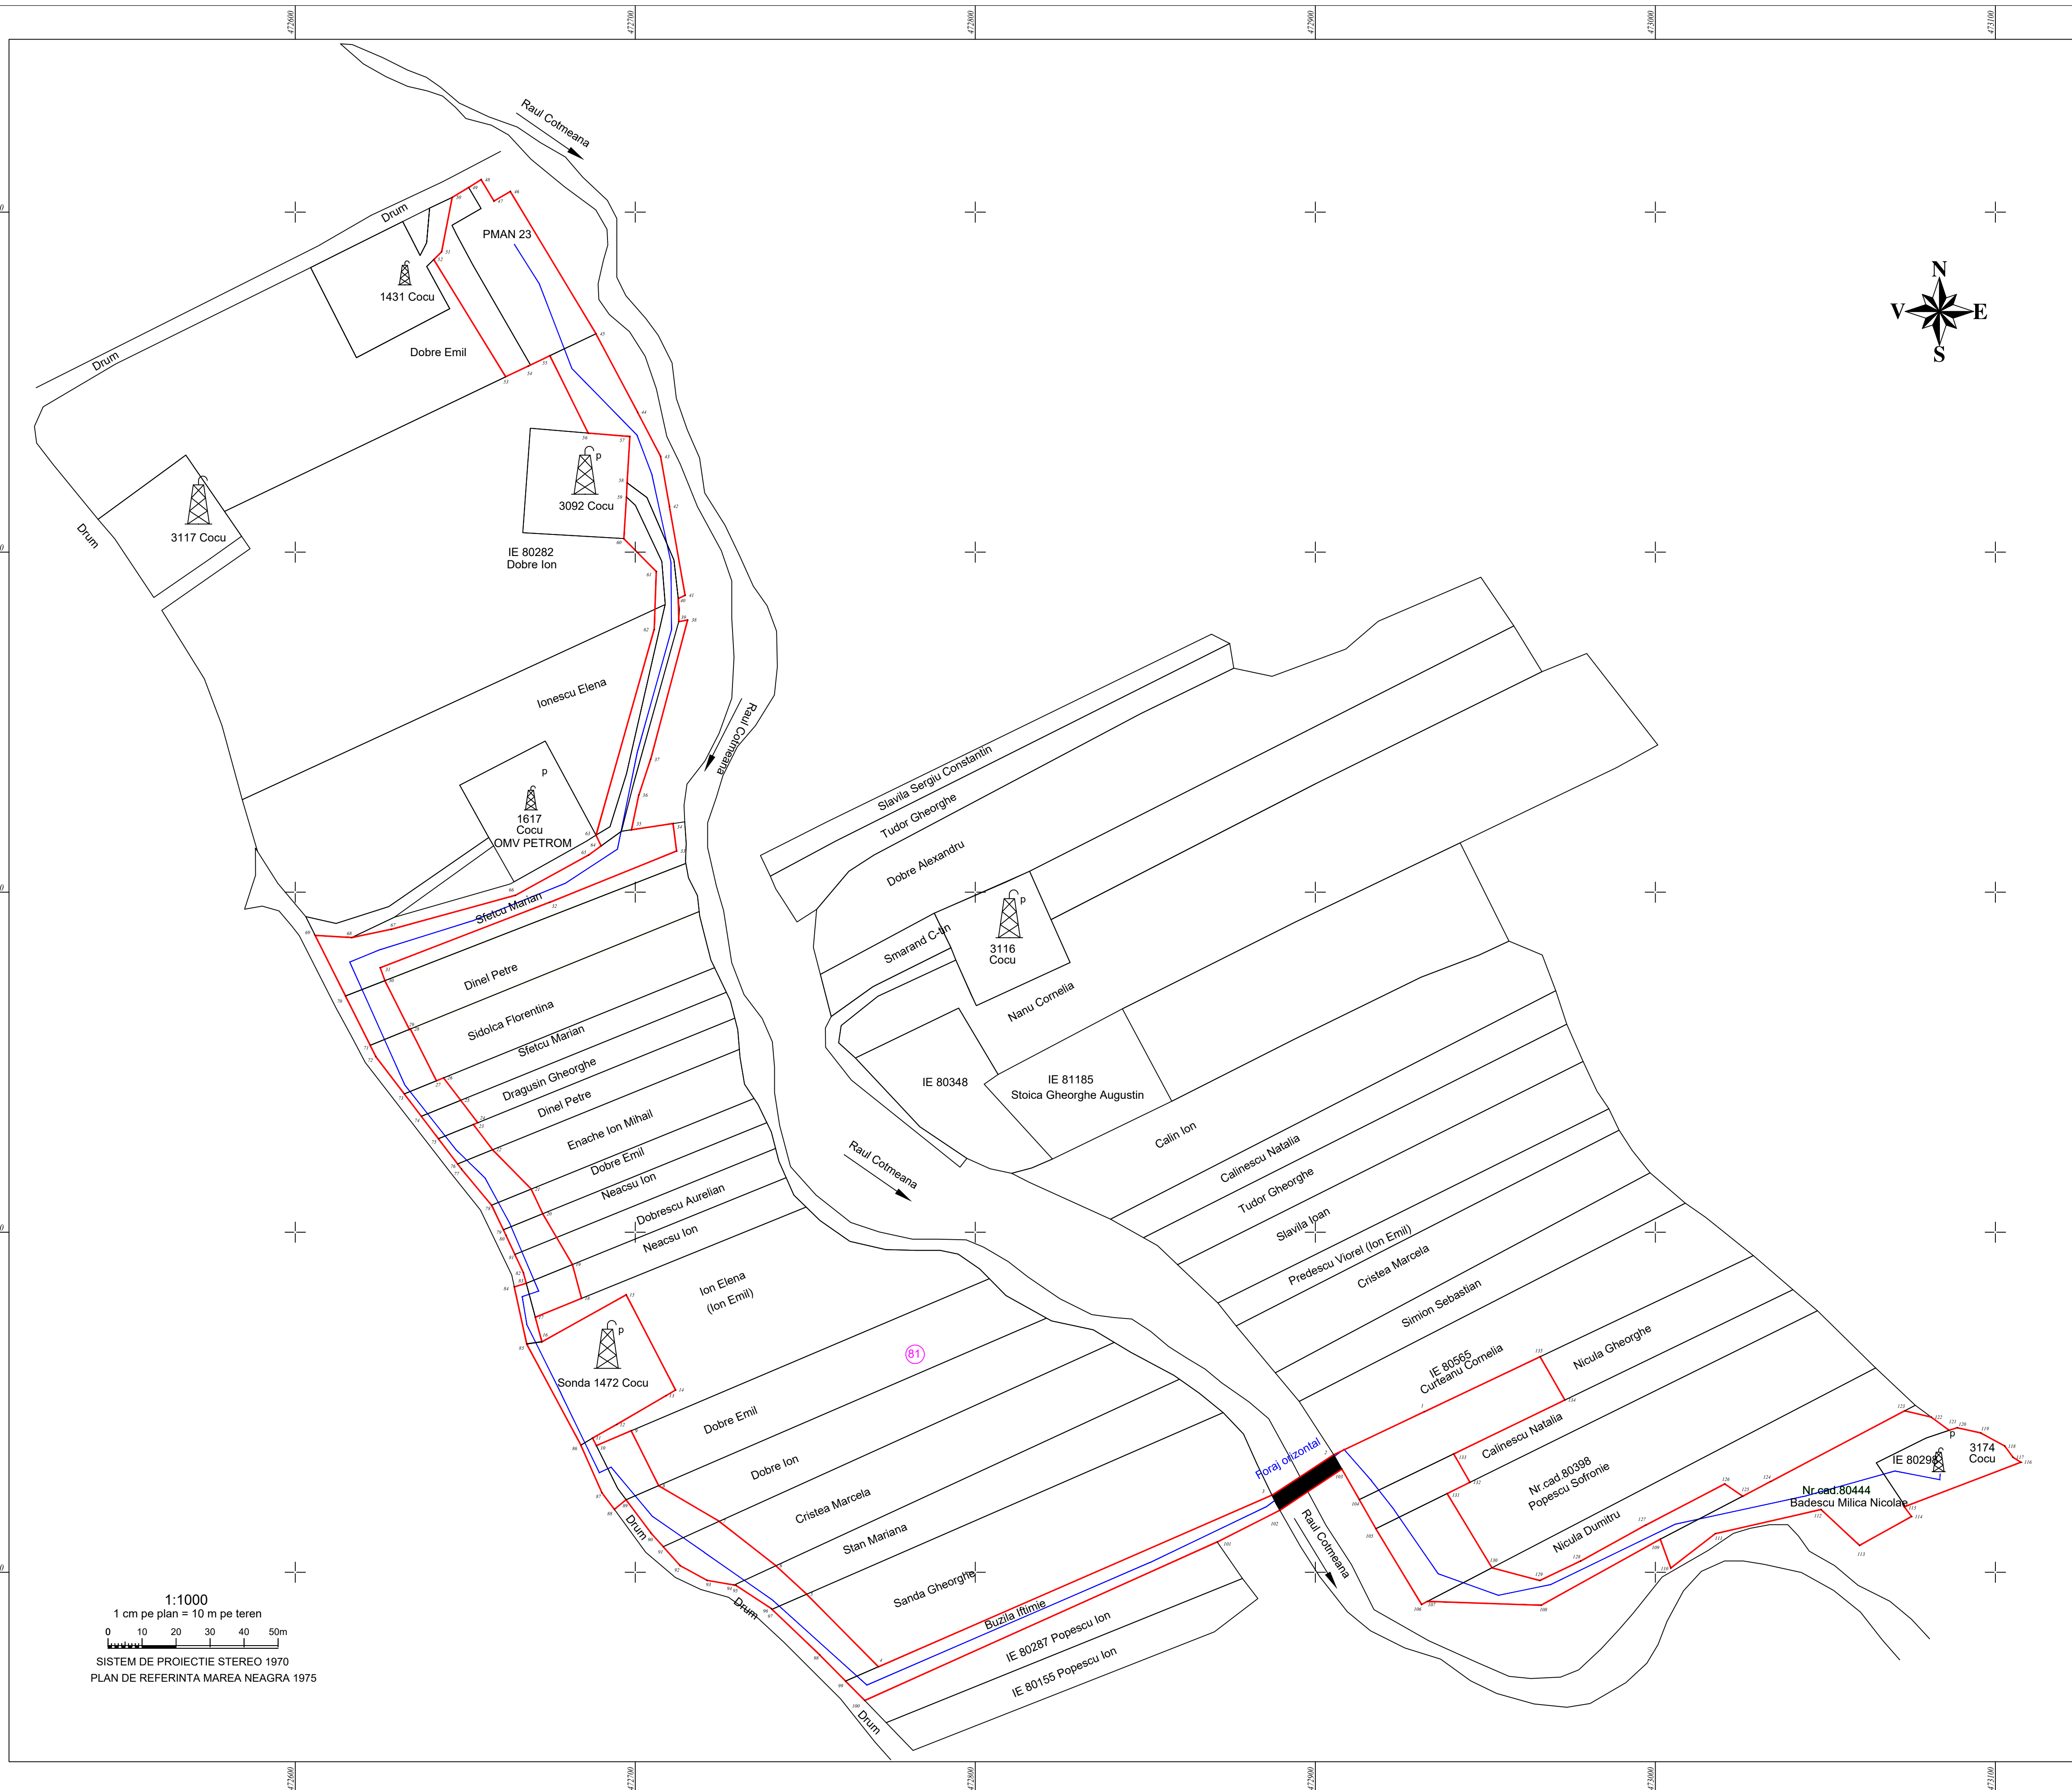 472600
472700
472800
472900
473000
473100
Raul Cotmeana
Drum
PMAN 23
N
V
E
S
1431 Cocu
Dobre Emil
Drum
p
3092 Cocu
3117 Cocu
Drum
IE 80282
Dobre Ion
Ionescu Elena
Raul Cotmeana
p
1617
Cocu
OMV PETROM
Slavila Sergiu Constantin
Tudor Gheorghe
Dobre Alexandru
Sfetcu Marian
p
3116
Cocu
Smarand C-tin
Nanu Cornelia
Dinel Petre
Sidolca Florentina
Sfetcu Marian
Dragusin Gheorghe
Dinel Petre
Enache Ion Mihail
Dobre Emil
Neacsu Ion
Dobrescu Aurelian
Neacsu Ion
IE 80348
IE 81185
Stoica Gheorghe Augustin
Calin Ion
Raul Cotmeana
Calinescu Natalia
Tudor Gheorghe
Slavila Ioan
Predescu Viorel (Ion Emil)
Cristea Marcela
Simion Sebastian
Ion Elena
(Ion Emil)
p
Sonda 1472 Cocu
81
IE 80565
Curteanu Cornelia
Nicula Gheorghe
Calinescu Natalia
Nr.cad.80398
Popescu Sofronie
Nicula Dumitru
p
3174
Cocu
IE 80298
Nr.cad.80444
Badescu Milica Nicolae
Dobre Emil
Dobre Ion
Cristea Marcela
Stan Mariana
Sanda Gheorghe
Foraj orizontal
Raul Cotmeana
Buzila Iftimie
IE 80287 Popescu Ion
IE 80155 Popescu Ion
Drum
Drum
Drum
1:1000
1 cm pe plan = 10 m pe teren
0 10 20 30 40 50m
SISTEM DE PROIECTIE STEREO 1970
PLAN DE REFERINTA MAREA NEAGRA 1975
472600
472700
472800
472900
473000
473100